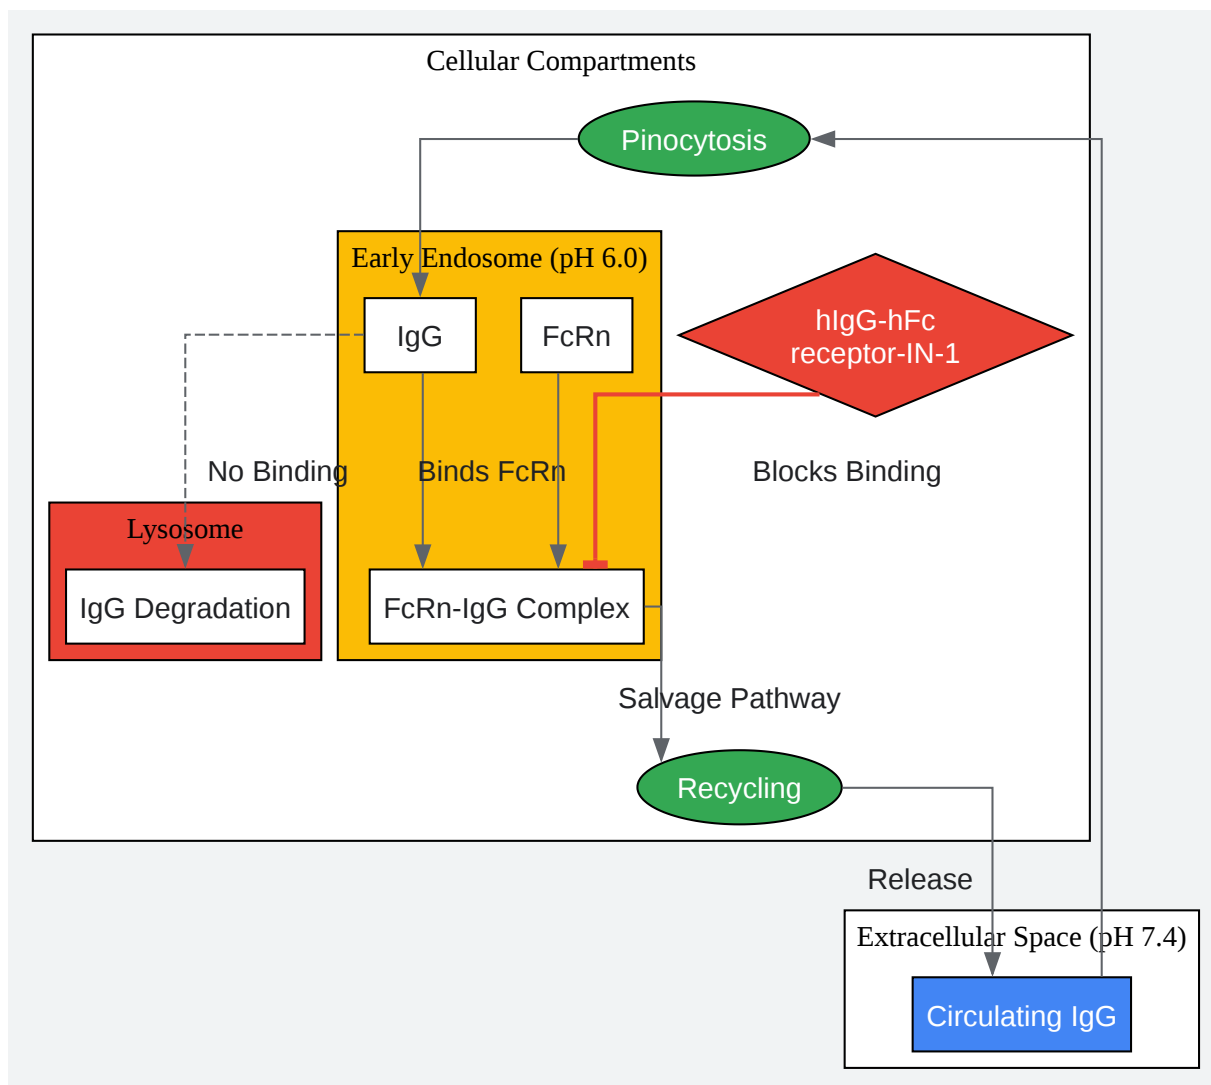 Cellular Compartments
Pinocytosis
Early Endosome (pH 6.0)
IgG
FcRn
hIgG-hFc
receptor-IN-1
No Binding
Binds FcRn
Blocks Binding
Lysosome
IgG Degradation
FcRn-IgG Complex
Salvage Pathway
Recycling
Release
Extracellular Space (pH 7.4)
Circulating IgG